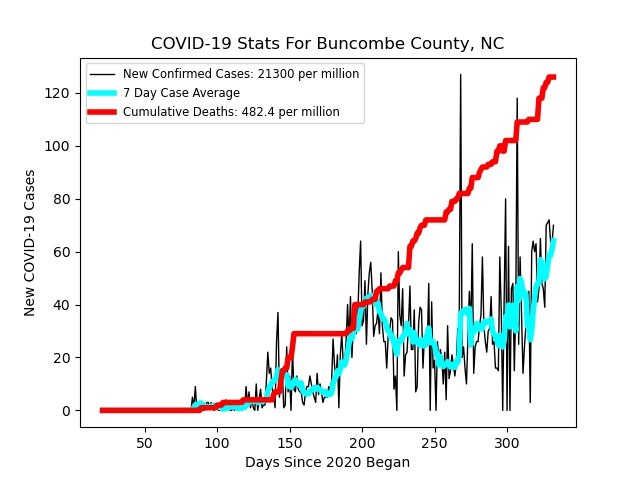 COVID-19 Stats For Buncombe County, NC
New Confirmed Cases: 21300 per million
7 Day Case Average
Cumulative Deaths: 482.4 per million
New COVID-19 Cases
120
100
80
60
40
20
0
50 100 150 200 250 300
Days Since 2020 Began